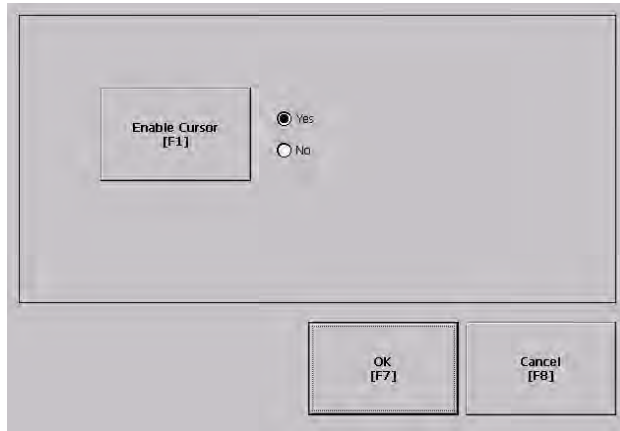 Enable Cursor
[F1]
Yes
No
OK
[F7]
Cancel
[F8]